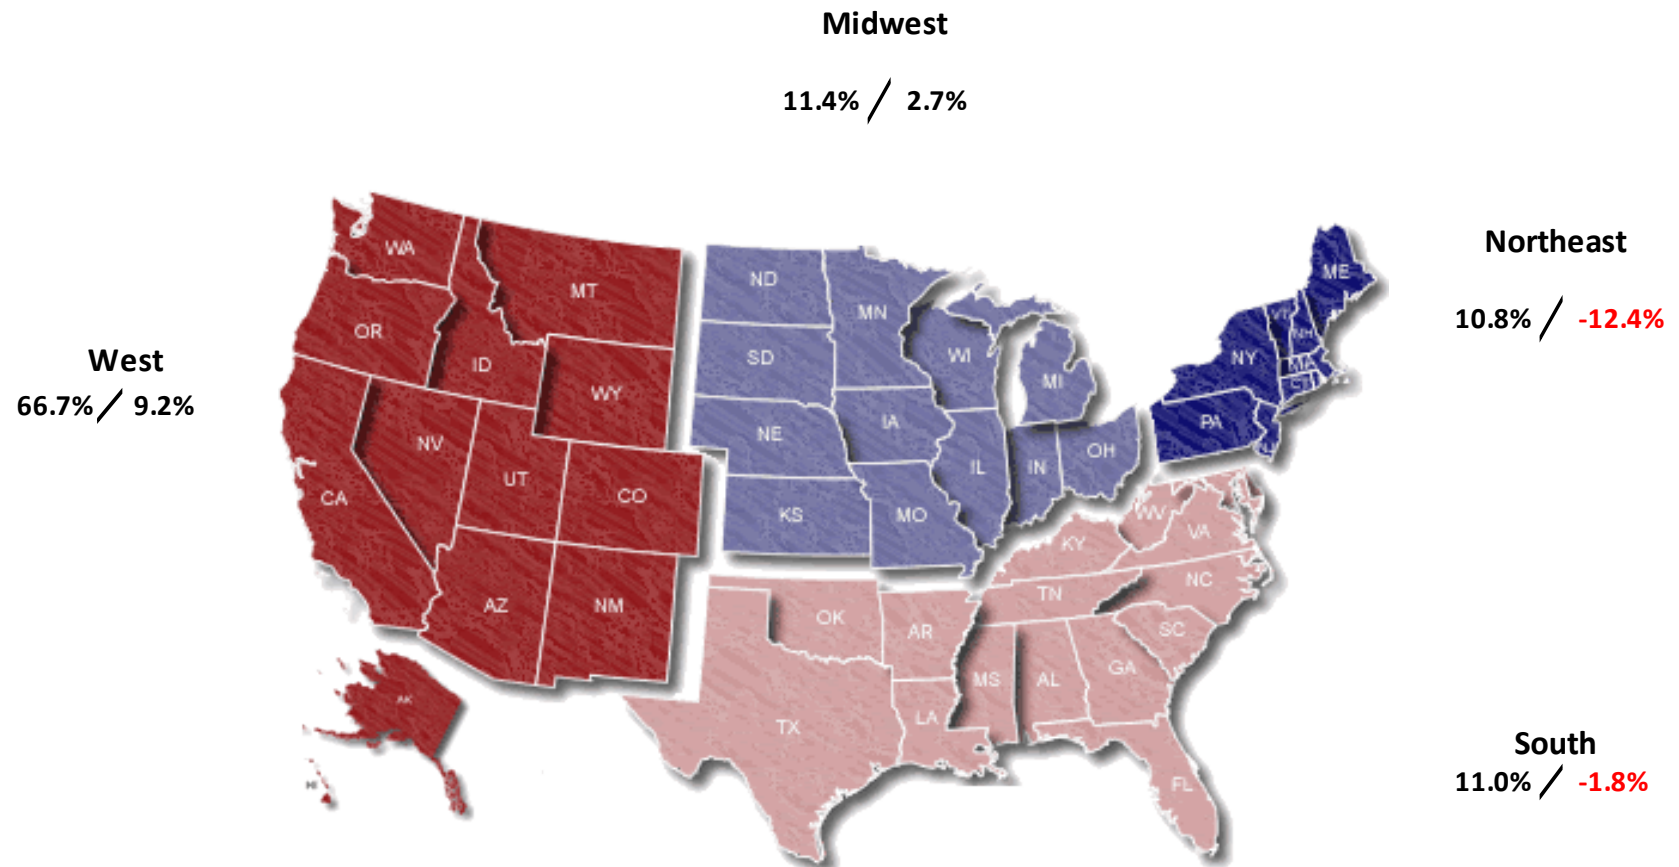 Midwest
11.4% / 2.7%
Northeast
10.8% / -12.4%
West
66.7% / 9.2%
South
11.0% / -1.8%
WA
MT
OR
ID
WY
NV
UT
CO
CA
AZ
NM
AK
HI
ND
MN
SD
WI
MI
NE
IA
IL
IN
OH
KS
MO
ME
VT
NH
NY
MA
CT
PA
NJ
WV
VA
KY
NC
TN
OK
AR
SC
MS
AL
GA
TX
LA
FL